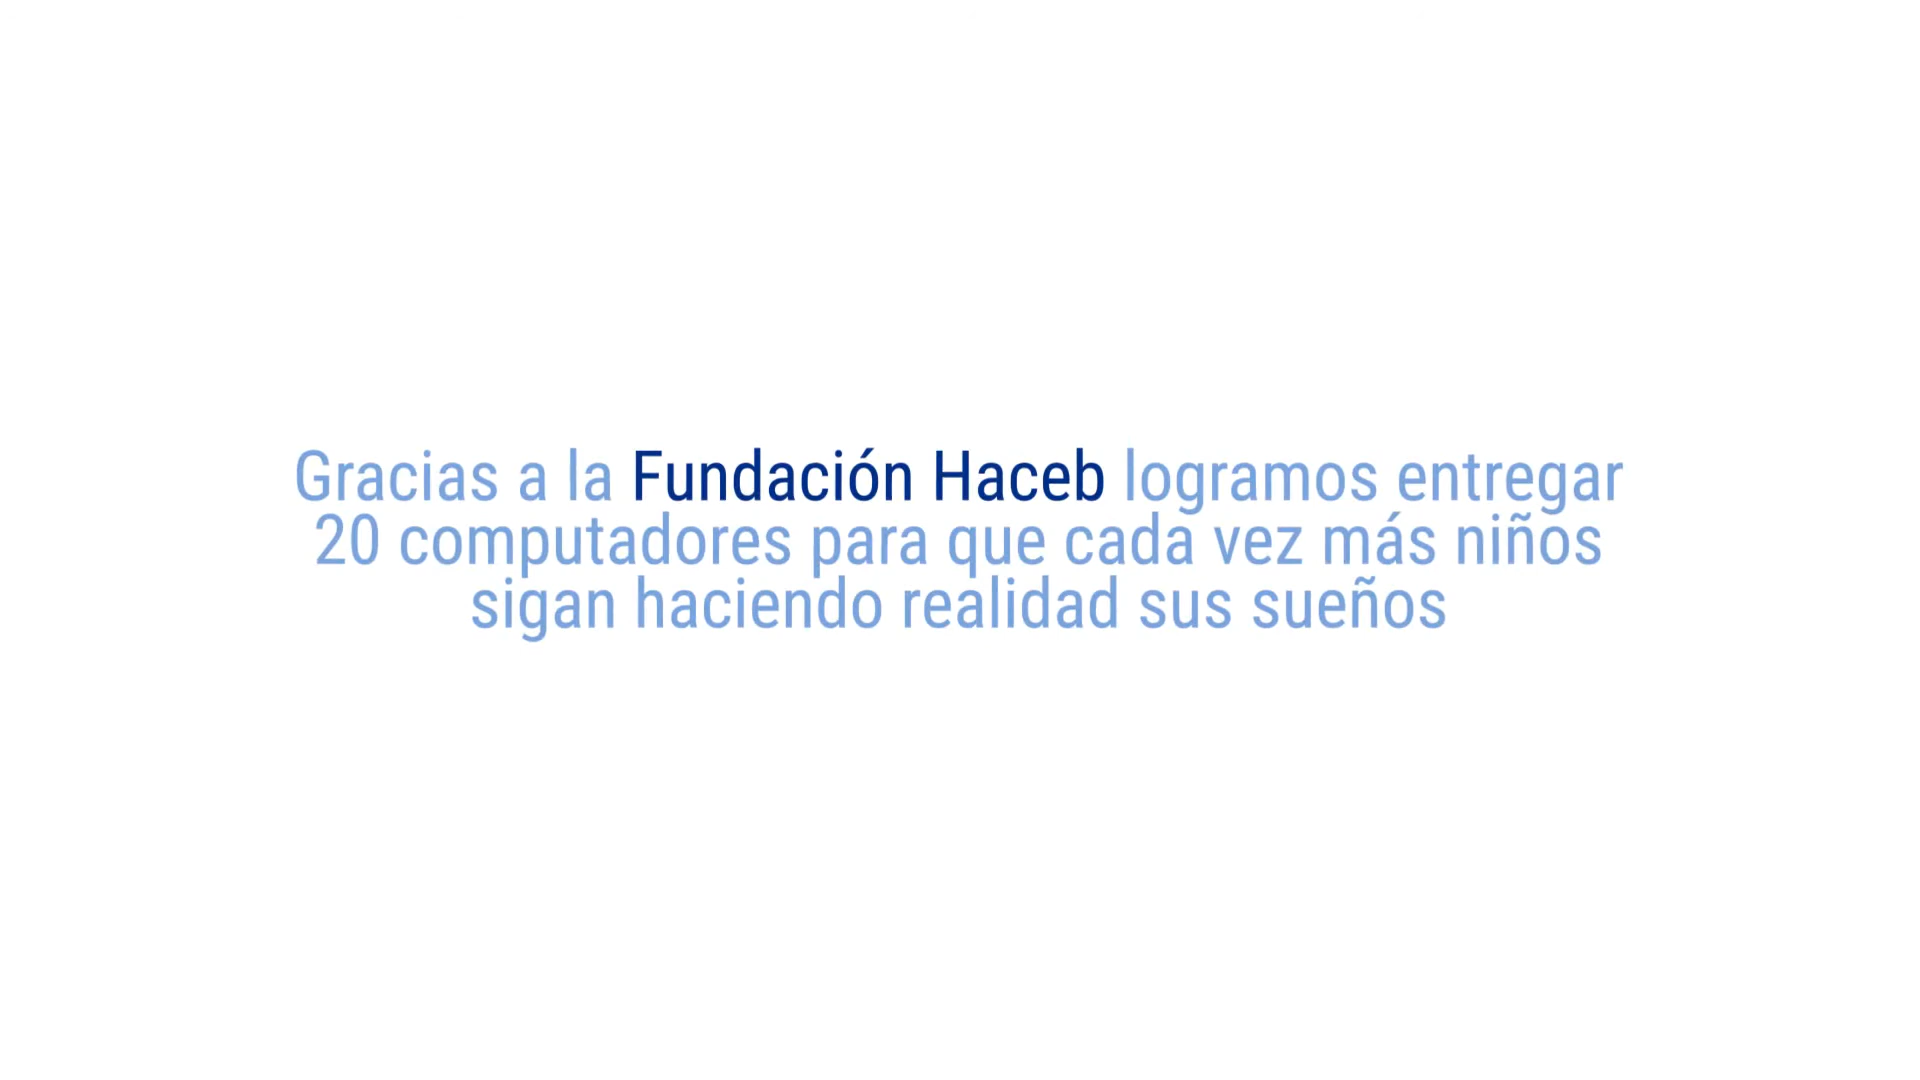 Gracias a la Fundación Haceb logramos entregar
20 computadores para que cada vez más niños
sigan haciendo realidad sus sueños